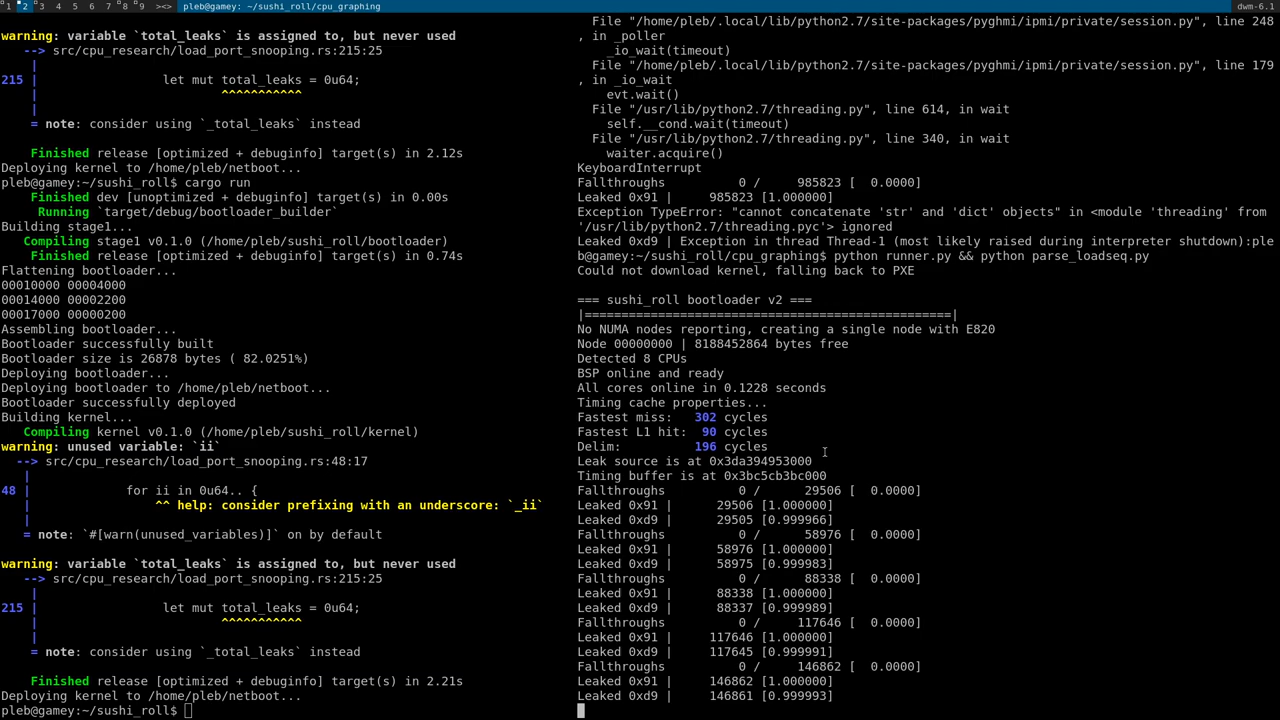 1 2 3 4 5 6 7 8 9 ><> pleb@gamey: ~/sushi_roll/cpu_graphing dwm-6.1
warning: variable `total_leaks` is assigned to, but never used
--> src/cpu_research/load_port_snooping.rs:215:25
|
215 | let mut total_leaks = 0u64;
| ^^^^^^^^^^^
|
= note: consider using `_total_leaks` instead
Finished release [optimized + debuginfo] target(s) in 2.12s
Deploying kernel to /home/pleb/netboot...
pleb@gamey:~/sushi_roll$ cargo run
Finished dev [unoptimized + debuginfo] target(s) in 0.00s
Running `target/debug/bootloader_builder`
Building stage1...
Compiling stage1 v0.1.0 (/home/pleb/sushi_roll/bootloader)
Finished release [optimized + debuginfo] target(s) in 0.74s
Flattening bootloader...
00010000 00004000
00014000 00002200
00017000 00000200
Assembling bootloader...
Bootloader successfully built
Bootloader size is 26878 bytes ( 82.0251%)
Deploying bootloader...
Deploying bootloader to /home/pleb/netboot...
Bootloader successfully deployed
Building kernel...
Compiling kernel v0.1.0 (/home/pleb/sushi_roll/kernel)
warning: unused variable: `ii`
--> src/cpu_research/load_port_snooping.rs:48:17
|
48 | for ii in 0u64.. {
| ^^ help: consider prefixing with an underscore: `_ii`
|
= note: `#[warn(unused_variables)]` on by default
warning: variable `total_leaks` is assigned to, but never used
--> src/cpu_research/load_port_snooping.rs:215:25
|
215 | let mut total_leaks = 0u64;
| ^^^^^^^^^^^
|
= note: consider using `_total_leaks` instead
Finished release [optimized + debuginfo] target(s) in 2.21s
Deploying kernel to /home/pleb/netboot...
pleb@gamey:~/sushi_roll$
File "/home/pleb/.local/lib/python2.7/site-packages/pyghmi/ipmi/private/session.py", line 248
, in _poller
_io_wait(timeout)
File "/home/pleb/.local/lib/python2.7/site-packages/pyghmi/ipmi/private/session.py", line 179
, in _io_wait
evt.wait()
File "/usr/lib/python2.7/threading.py", line 614, in wait
self.__cond.wait(timeout)
File "/usr/lib/python2.7/threading.py", line 340, in wait
waiter.acquire()
KeyboardInterrupt
Fallthroughs 0 / 985823 [ 0.0000]
Leaked 0x91 | 985823 [1.000000]
Exception TypeError: "cannot concatenate 'str' and 'dict' objects" in <module 'threading' from
'/usr/lib/python2.7/threading.pyc'> ignored
Leaked 0xd9 | Exception in thread Thread-1 (most likely raised during interpreter shutdown):ple
b@gamey:~/sushi_roll/cpu_graphing$ python runner.py && python parse_loadseq.py
Could not download kernel, falling back to PXE
=== sushi_roll bootloader v2 ===
|==================================================|
No NUMA nodes reporting, creating a single node with E820
Node 00000000 | 8188452864 bytes free
Detected 8 CPUs
BSP online and ready
All cores online in 0.1228 seconds
Timing cache properties...
Fastest miss: 302 cycles
Fastest L1 hit: 90 cycles
Delim: 196 cycles
Leak source is at 0x3da394953000
Timing buffer is at 0x3bc5cb3bc000
Fallthroughs 0 / 29506 [ 0.0000]
Leaked 0x91 | 29506 [1.000000]
Leaked 0xd9 | 29505 [0.999966]
Fallthroughs 0 / 58976 [ 0.0000]
Leaked 0x91 | 58976 [1.000000]
Leaked 0xd9 | 58975 [0.999983]
Fallthroughs 0 / 88338 [ 0.0000]
Leaked 0x91 | 88338 [1.000000]
Leaked 0xd9 | 88337 [0.999989]
Fallthroughs 0 / 117646 [ 0.0000]
Leaked 0x91 | 117646 [1.000000]
Leaked 0xd9 | 117645 [0.999991]
Fallthroughs 0 / 146862 [ 0.0000]
Leaked 0x91 | 146862 [1.000000]
Leaked 0xd9 | 146861 [0.999993]